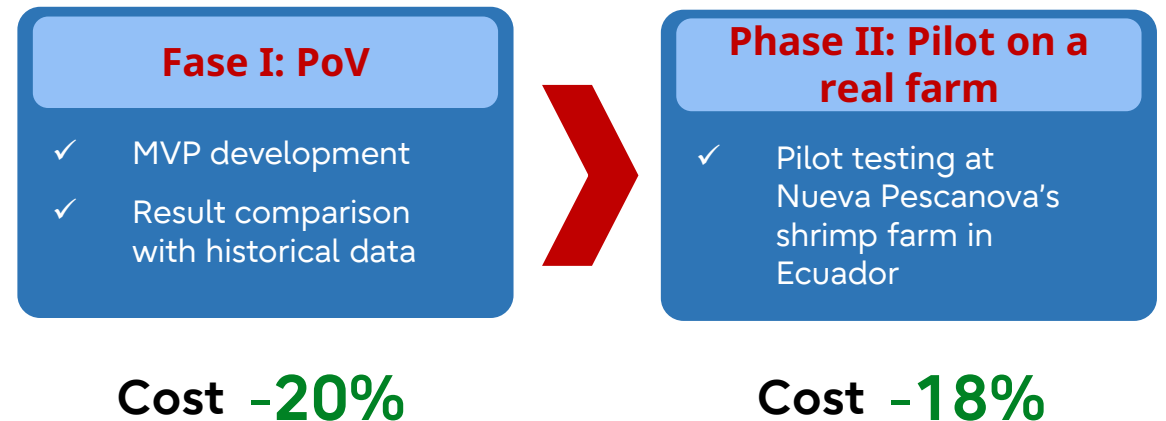 Fase I: PoV
✓ MVP development
✓ Result comparison
with historical data
Cost -20%
Phase II: Pilot on a
real farm
✓ Pilot testing at
Nueva Pescanova's
shrimp farm in
Ecuador
Cost -18%